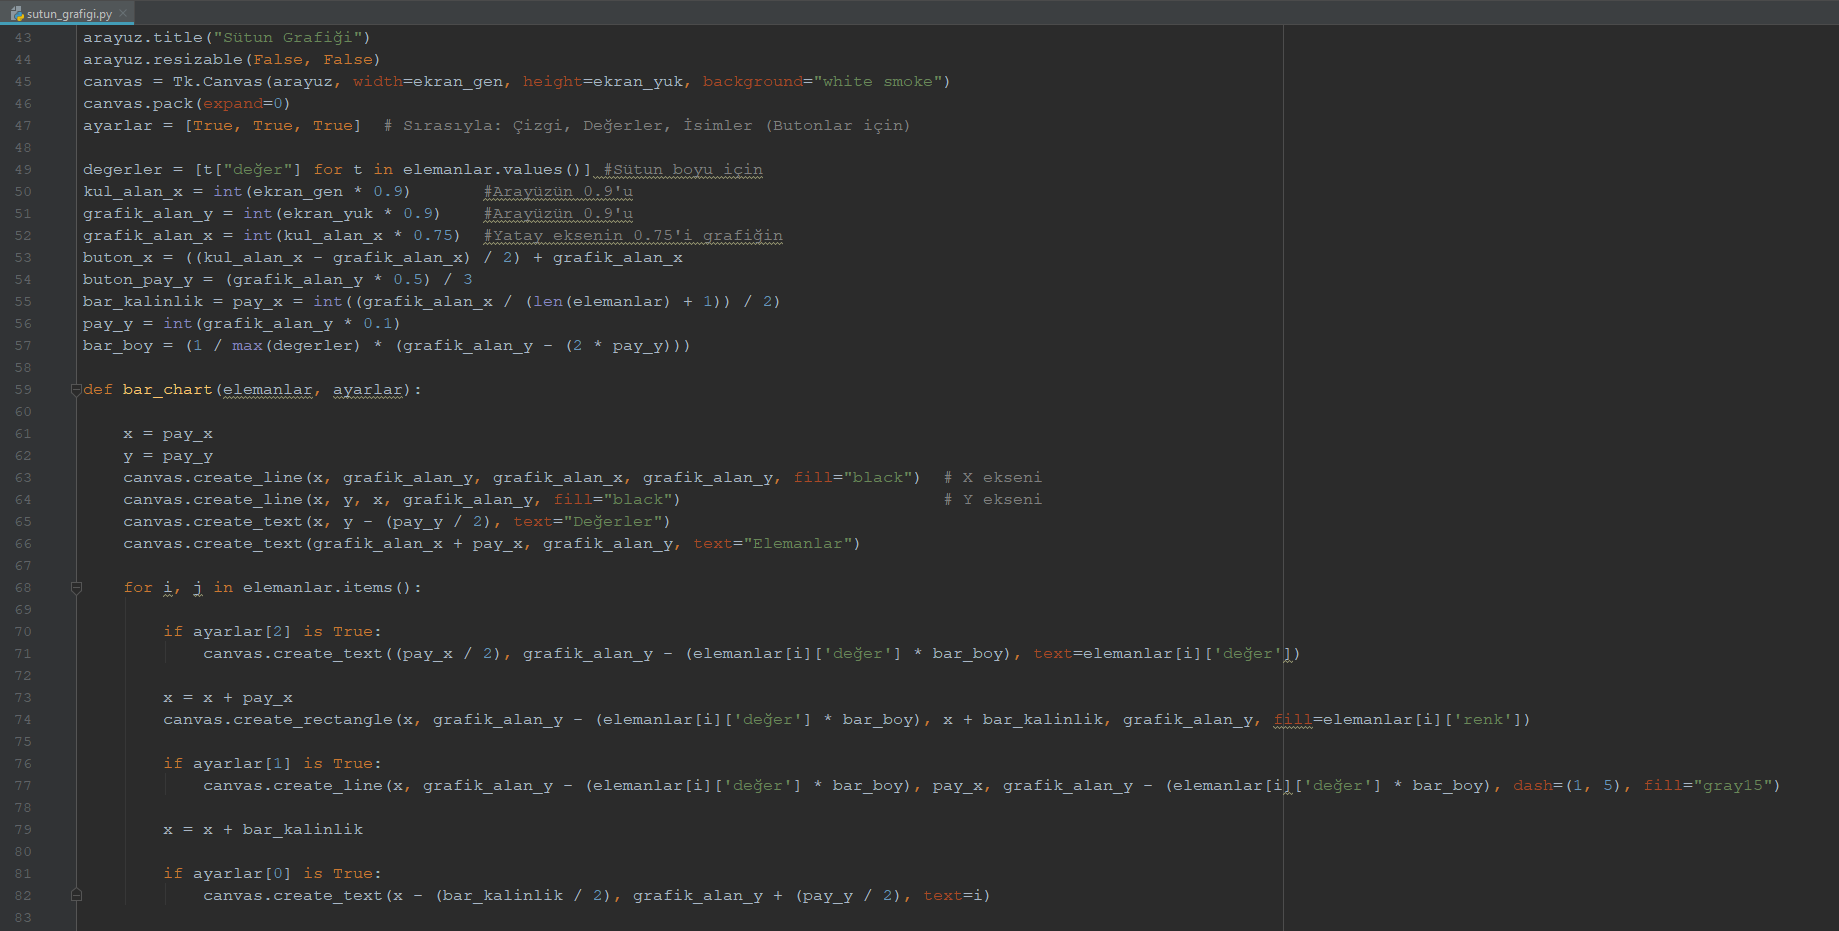 sutun_grafigi.py
43 arayuz.title("Sütun Grafiği")
44 arayuz.resizable(False, False)
45 canvas = Tk.Canvas(arayuz, width=ekran_gen, height=ekran_yuk, background="white smoke")
46 canvas.pack(expand=0)
47 ayarlar = [True, True, True]  # Sırasıyla: Çizgi, Değerler, İsimler (Butonlar için)
48
49 degerler = [t["değer"] for t in elemanlar.values()] #Sütun boyu için
50 kul_alan_x = int(ekran_gen * 0.9)       #Arayüzün 0.9'u
51 grafik_alan_y = int(ekran_yuk * 0.9)    #Arayüzün 0.9'u
52 grafik_alan_x = int(kul_alan_x * 0.75)  #Yatay eksenin 0.75'i grafiğin
53 buton_x = ((kul_alan_x - grafik_alan_x) / 2) + grafik_alan_x
54 buton_pay_y = (grafik_alan_y * 0.5) / 3
55 bar_kalinlik = pay_x = int((grafik_alan_x / (len(elemanlar) + 1)) / 2)
56 pay_y = int(grafik_alan_y * 0.1)
57 bar_boy = (1 / max(degerler) * (grafik_alan_y - (2 * pay_y)))
58
59 def bar_chart(elemanlar, ayarlar):
60
61     x = pay_x
62     y = pay_y
63     canvas.create_line(x, grafik_alan_y, grafik_alan_x, grafik_alan_y, fill="black")  # X ekseni
64     canvas.create_line(x, y, x, grafik_alan_y, fill="black")                          # Y ekseni
65     canvas.create_text(x, y - (pay_y / 2), text="Değerler")
66     canvas.create_text(grafik_alan_x + pay_x, grafik_alan_y, text="Elemanlar")
67
68     for i, j in elemanlar.items():
69
70         if ayarlar[2] is True:
71             canvas.create_text((pay_x / 2), grafik_alan_y - (elemanlar[i]['değer'] * bar_boy), text=elemanlar[i]['değer'])
72
73         x = x + pay_x
74         canvas.create_rectangle(x, grafik_alan_y - (elemanlar[i]['değer'] * bar_boy), x + bar_kalinlik, grafik_alan_y, fill=elemanlar[i]['renk'])
75
76         if ayarlar[1] is True:
77             canvas.create_line(x, grafik_alan_y - (elemanlar[i]['değer'] * bar_boy), pay_x, grafik_alan_y - (elemanlar[i]['değer'] * bar_boy), dash=(1, 5), fill="gray15")
78
79         x = x + bar_kalinlik
80
81         if ayarlar[0] is True:
82             canvas.create_text(x - (bar_kalinlik / 2), grafik_alan_y + (pay_y / 2), text=i)
83